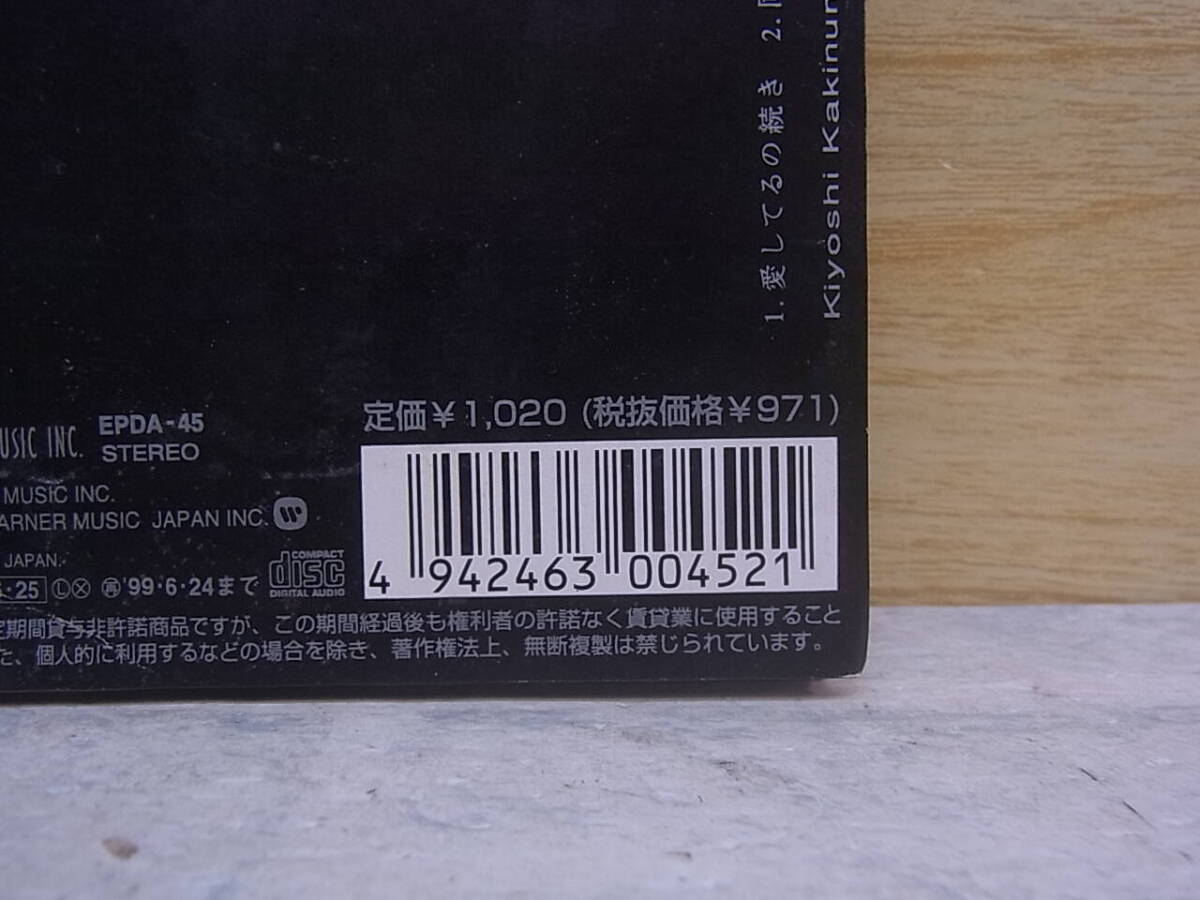 1.愛してるの続き 2.
Kiyoshi
定価￥1,020 (税抜価格￥971)
MUSIC INC. EPDA-45
STEREO
MUSIC INC.
WARNER MUSIC JAPAN INC.
JAPAN.
・25 Ⓛ Ⓧ 再 '99・6・24まで
COMPACT
disc
DIGITAL AUDIO
4 942463 004521
定期間貸与非許諾商品ですが、この期間経過後も権利者の許諾なく賃貸業に使用すること
た、個人的に利用するなどの場合を除き、著作権法上、無断複製は禁じられています。